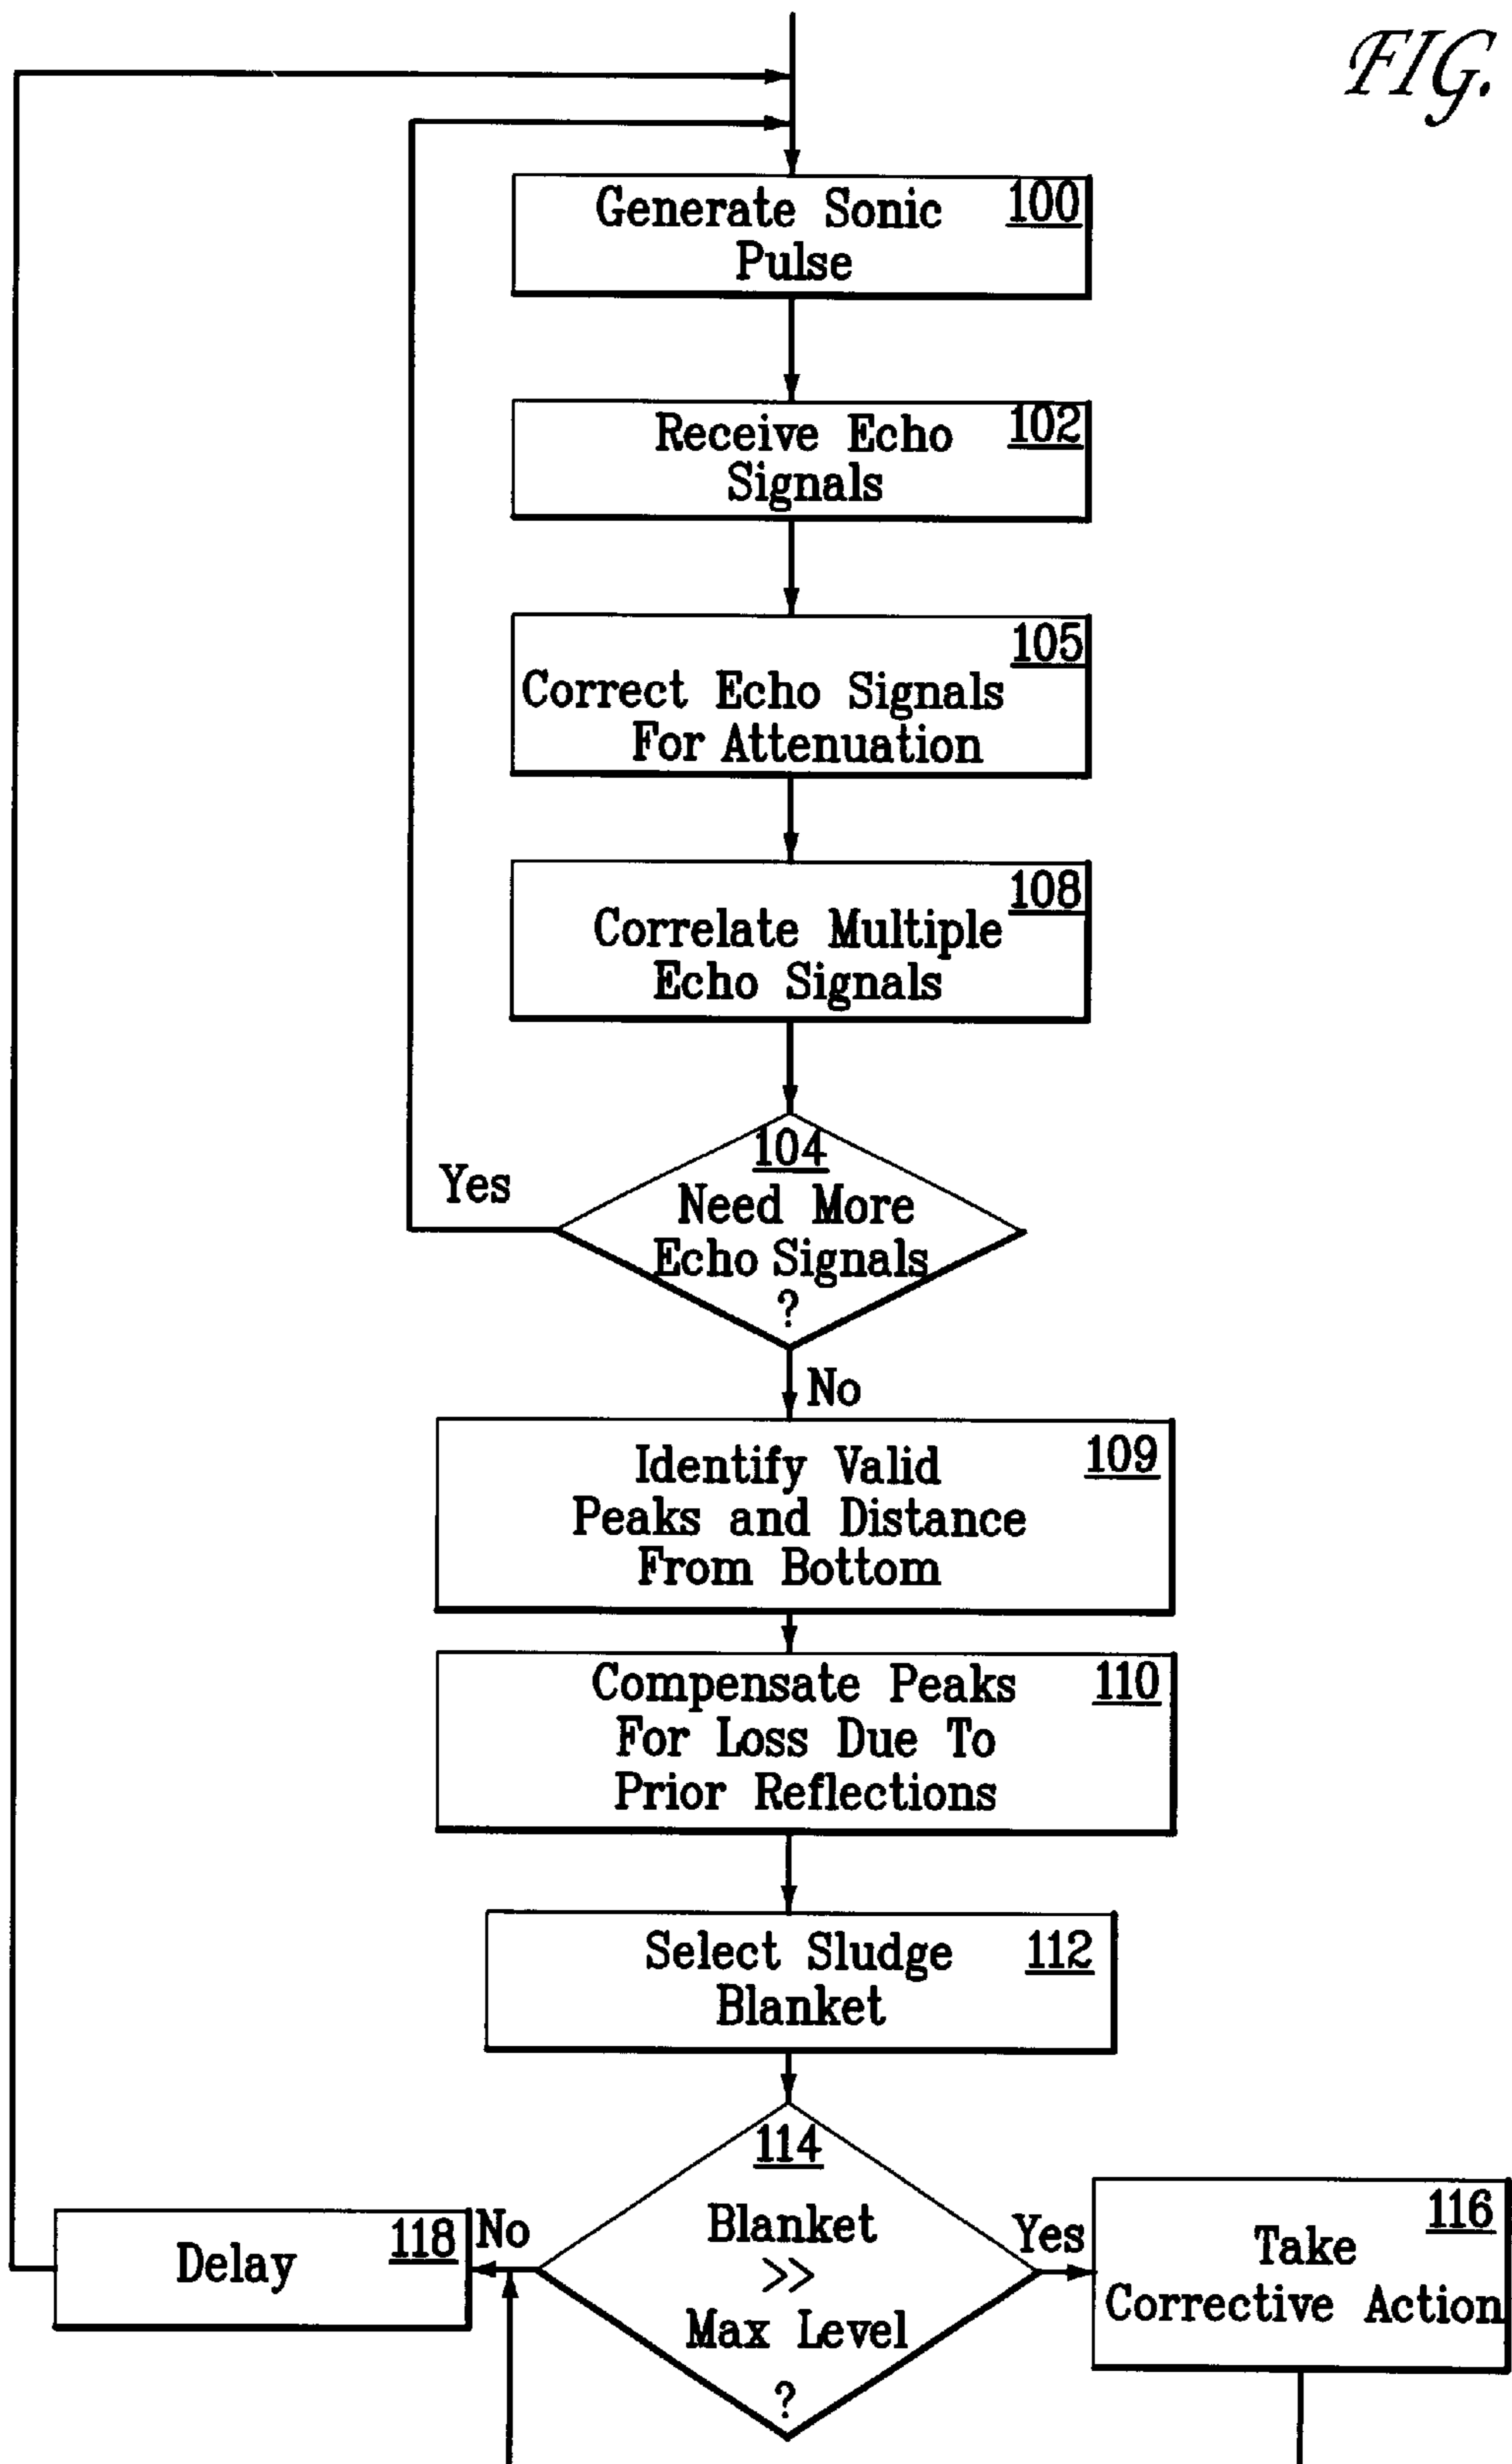 FIG.
Generate Sonic 100
Pulse
Receive Echo 102
Signals
105
Correct Echo Signals
For Attenuation
108
Correlate Multiple
Echo Signals
104
Yes
Need More
Echo Signals
?
No
Identify Valid 109
Peaks and Distance
From Bottom
Compensate Peaks 110
For Loss Due To
Prior Reflections
Select Sludge 112
Blanket
114
Blanket
>>
Max Level
?
No
Yes
118
Delay
116
Take
Corrective Action